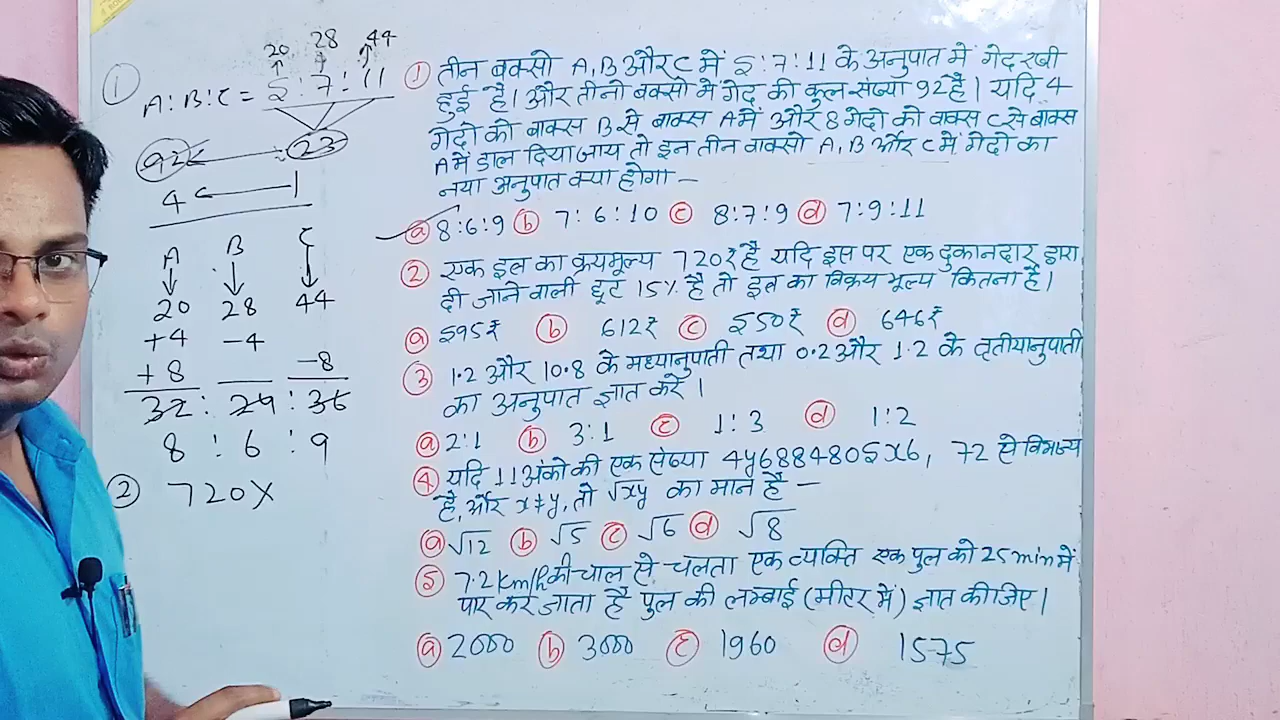 20 28 44
① A:B:C = 5:7:11
92 ← 23
4 ← 1
A B C
20 28 44
+4 -4
+8 -8
32 : 24 : 36
8 : 6 : 9
② 720×
① तीन बक्सो A,B और C में 5:7:11 के अनुपात में गेंद रखी
हुई है। और तीनो बक्सो में गेंद की कुल संख्या 92 है। यदि 4
गेंदो को बाक्स B से बाक्स A में और 8 गेंदो को बाक्स C से बाक्स
A में डाल दिया जाय तो इन तीन बाक्सो A, B और C में गेंदो का
नया अनुपात क्या होगा —
ⓐ 8:6:9 ⓑ 7:6:10 ⓒ 8:7:9 ⓓ 7:9:11
② एक ड्रेस का क्रयमूल्य 720₹ है यदि इस पर एक दुकानदार द्वारा
दी जाने वाली छूट 15% है तो ड्रेस का विक्रय मूल्य कितना है।
ⓐ 595₹ ⓑ 612₹ ⓒ 550₹ ⓓ 646₹
③ 1.2 और 10.8 के मध्यानुपाती तथा 0.2 और 1.2 के तृतीयानुपाती
का अनुपात ज्ञात करें।
ⓐ 2:1 ⓑ 3:1 ⓒ 1:3 ⓓ 1:2
④ यदि 11 अंको की एक संख्या 4y6884805x6, 72 से विभाज्य
है, और x≠y, तो √xy का मान है —
ⓐ √12 ⓑ √5 ⓒ √6 ⓓ √8
⑤ 7.2 km/h की चाल से चलता एक व्यक्ति एक पुल को 25 min में
पार कर जाता है पुल की लम्बाई (मीटर में) ज्ञात कीजिए।
ⓐ 2000 ⓑ 3000 ⓒ 1960 ⓓ 1575